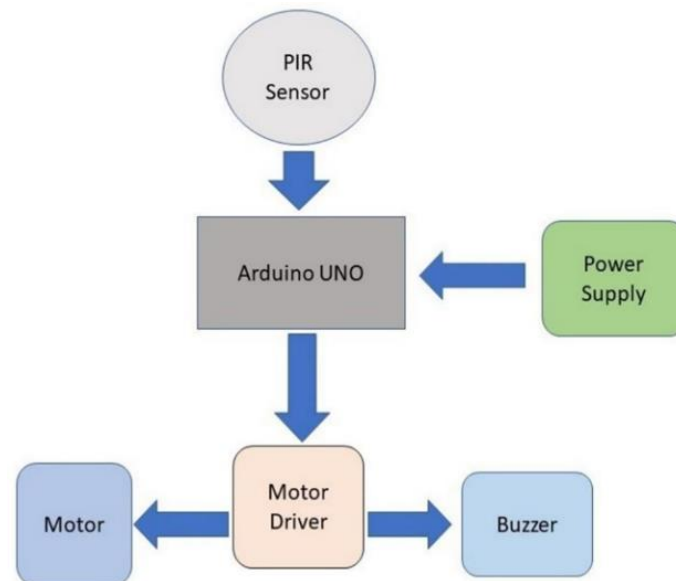 PIR
Sensor
Arduino UNO
Power
Supply
Motor
Motor
Driver
Buzzer